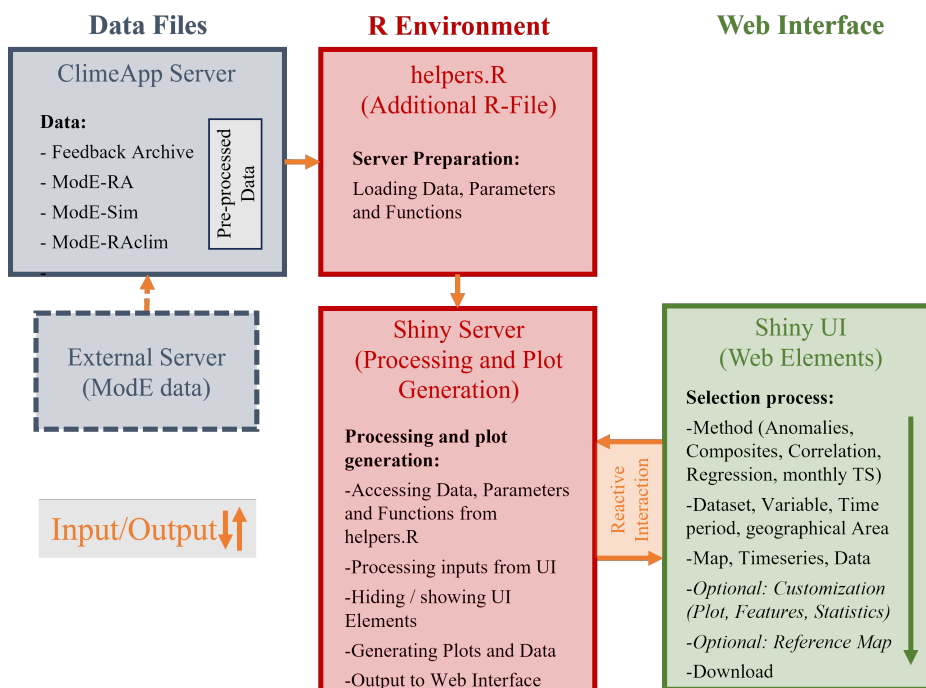 Data Files
R Environment
Web Interface
ClimeApp Server
Data:
- Feedback Archive
- ModE-RA
- ModE-Sim
- ModE-RAclim
-
Pre-processed
Data
helpers.R
(Additional R-File)
Server Preparation:
Loading Data, Parameters
and Functions
External Server
(ModE data)
Input/Output
Shiny Server
(Processing and Plot
Generation)
Processing and plot
generation:
-Accessing Data, Parameters
and Functions from
helpers.R
-Processing inputs from UI
-Hiding / showing UI
Elements
-Generating Plots and Data
-Output to Web Interface
Reactive
Interaction
Shiny UI
(Web Elements)
Selection process:
-Method (Anomalies,
Composites, Correlation,
Regression, monthly TS)
-Dataset, Variable, Time
period, geographical Area
-Map, Timeseries, Data
-Optional: Customization
(Plot, Features, Statistics)
-Optional: Reference Map
-Download